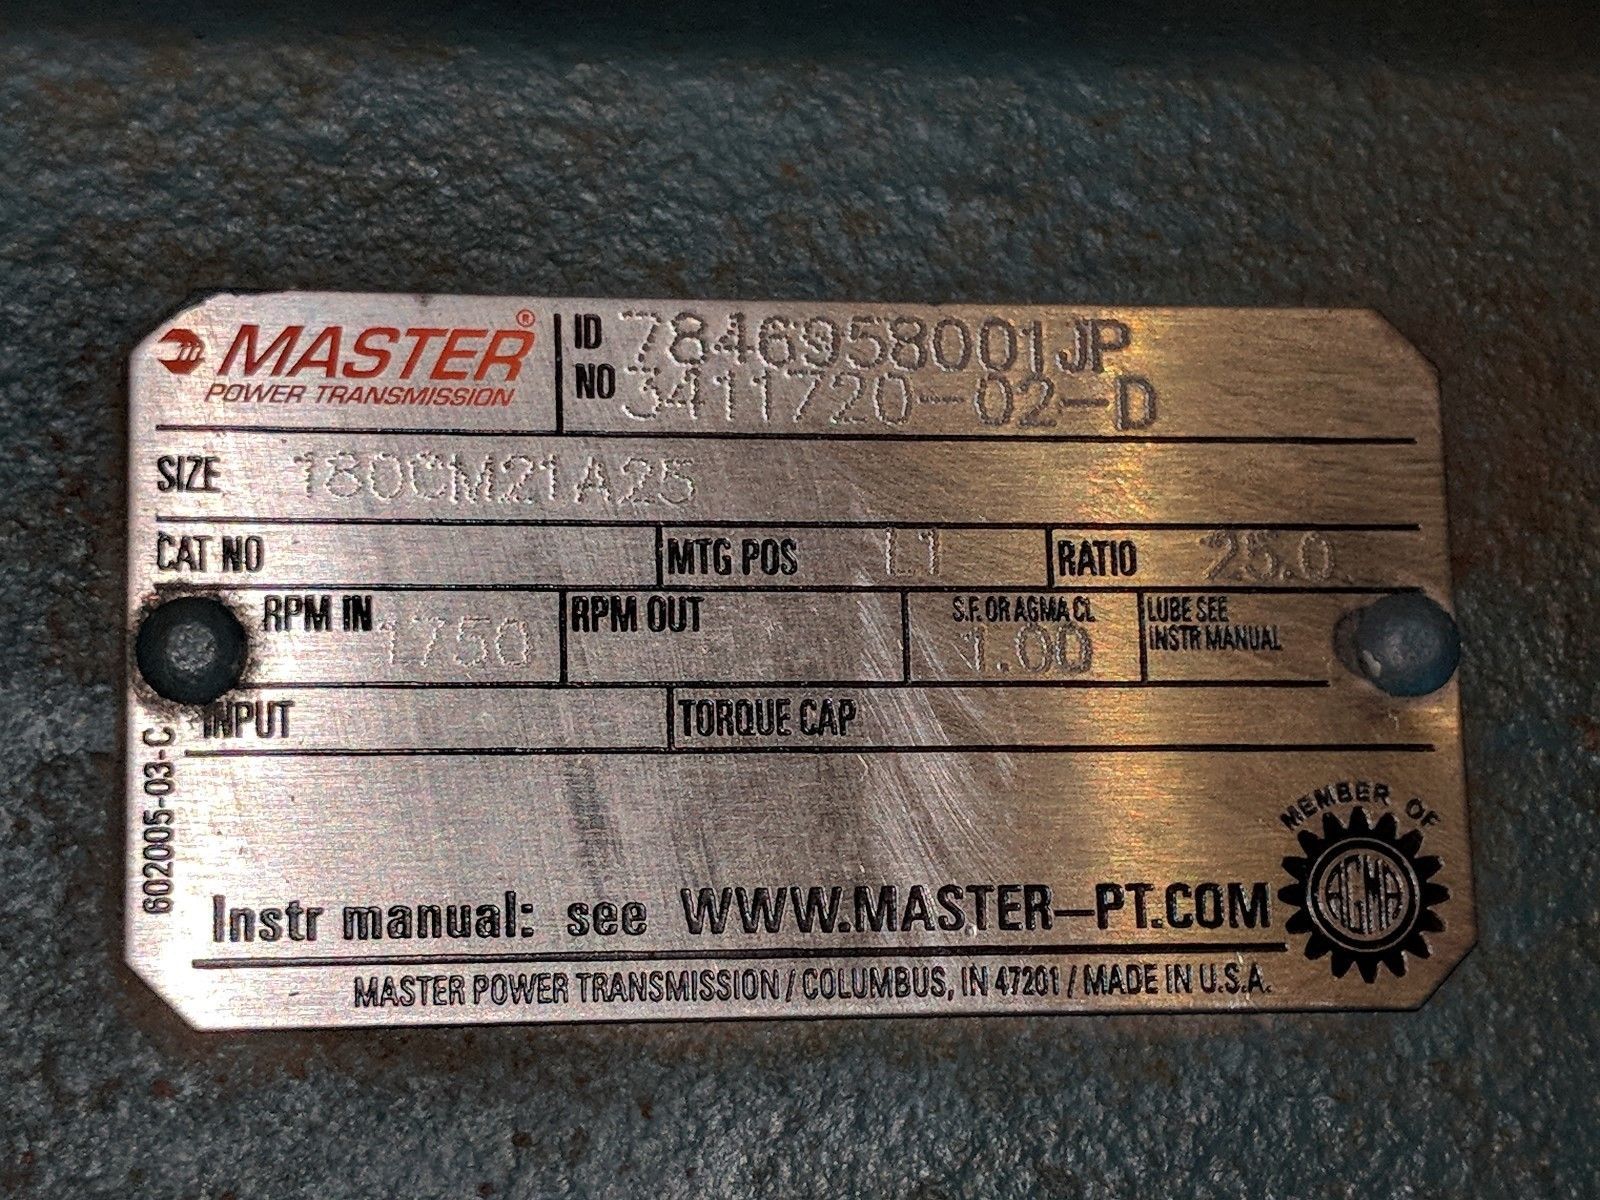 MASTER®
POWER TRANSMISSION
ID 7846958001JP
NO 3411720-02-D
SIZE 180CM21A25
CAT NO
MTG POS L1
RATIO 25.0
RPM IN 1750
RPM OUT
S.F. OR AGMA CL 1.00
LUBE SEE
INSTR MANUAL
INPUT
TORQUE CAP
602005-03-C
MEMBER OF
AGMA
Instr manual: see WWW.MASTER-PT.COM
MASTER POWER TRANSMISSION / COLUMBUS, IN 47201 / MADE IN U.S.A.